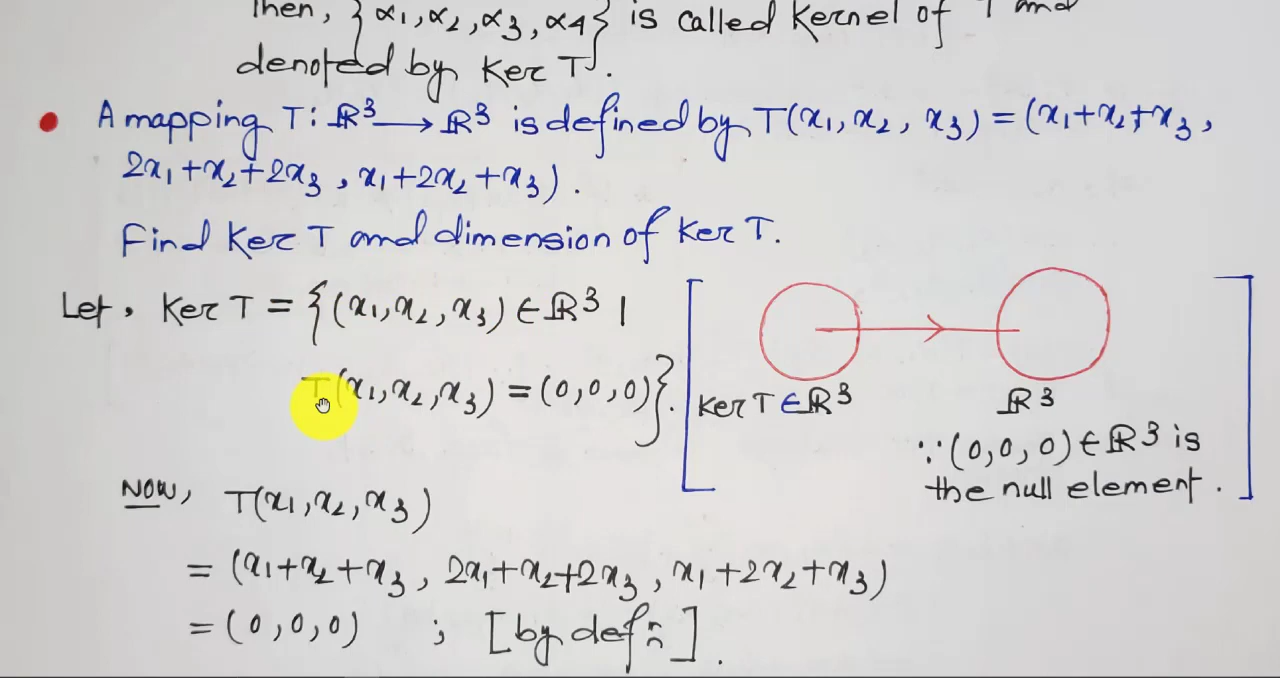 Then, {α1, α2, α3, α4} is called Kernel of T and
denoted by Ker T.
• A mapping T: ℝ³ → ℝ³ is defined by T(x1, x2, x3) = (x1+x2+x3,
2x1+x2+2x3, x1+2x2+x3).
Find Ker T and dimension of Ker T.
Let, Ker T = {(x1, x2, x3) ∈ ℝ³ |
T(x1, x2, x3) = (0,0,0)}.
Ker T ∈ ℝ³
ℝ³
∵ (0,0,0) ∈ ℝ³ is
the null element.
Now, T(x1, x2, x3)
= (x1+x2+x3, 2x1+x2+2x3, x1+2x2+x3)
= (0,0,0) ; [by defⁿ].